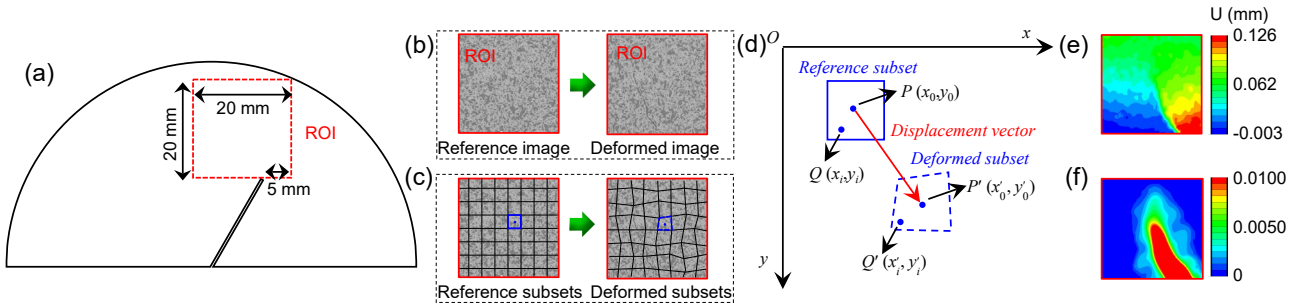 (a)
20 mm
20 mm
ROI
5 mm
(b)
ROI
ROI
Reference image
Deformed image
(c)
Reference subsets
Deformed subsets
(d)
O
x
y
Reference subset
P (x₀,y₀)
Displacement vector
Q (xᵢ,yᵢ)
Deformed subset
P′ (x′₀, y′₀)
Q′ (x′ᵢ, y′ᵢ)
(e)
U (mm)
0.126
0.062
-0.003
(f)
0.0100
0.0050
0